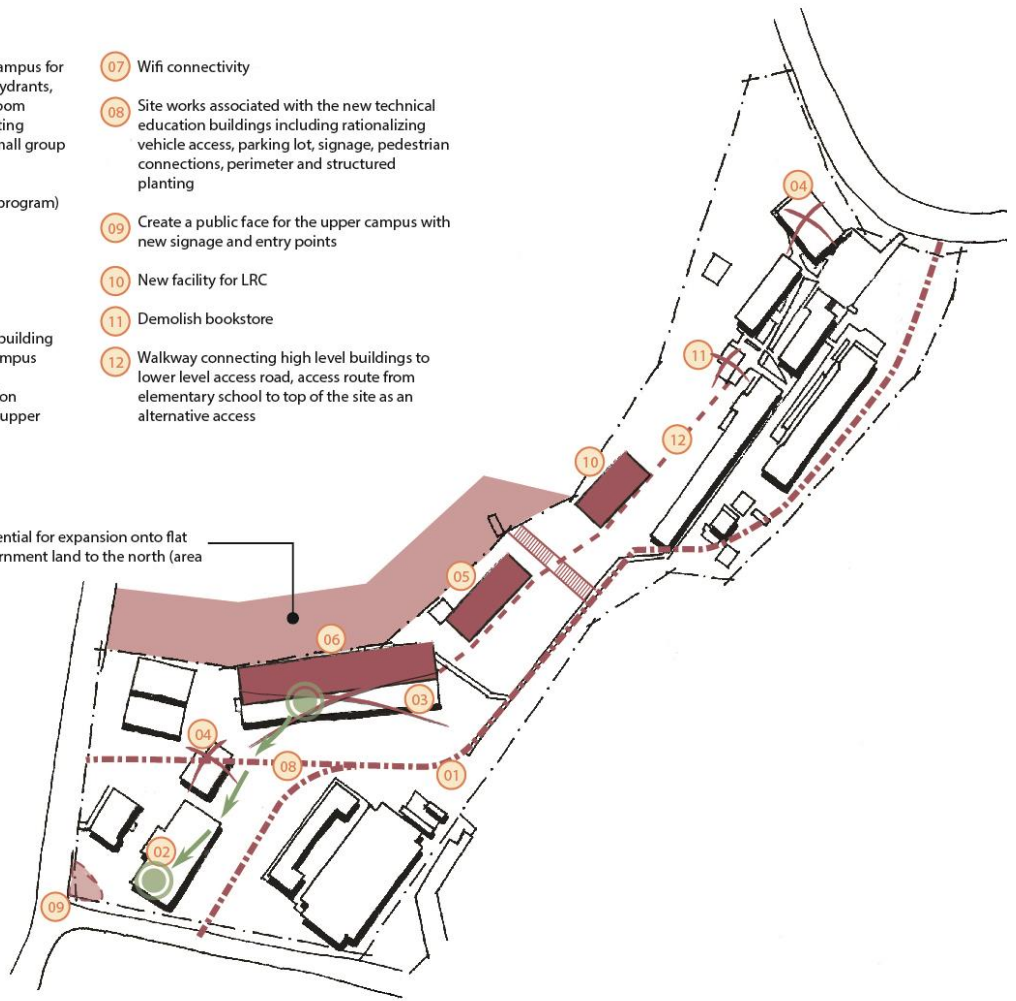 ampus for
ydrants,
oom
ting
mall group
program)
building
ampus
on
upper
ential for expansion onto flat
ernment land to the north (area
07 Wifi connectivity
08 Site works associated with the new technical
education buildings including rationalizing
vehicle access, parking lot, signage, pedestrian
connections, perimeter and structured
planting
09 Create a public face for the upper campus with
new signage and entry points
10 New facility for LRC
11 Demolish bookstore
12 Walkway connecting high level buildings to
lower level access road, access route from
elementary school to top of the site as an
alternative access
04
11
12
10
05
06
03
04
08
01
02
09